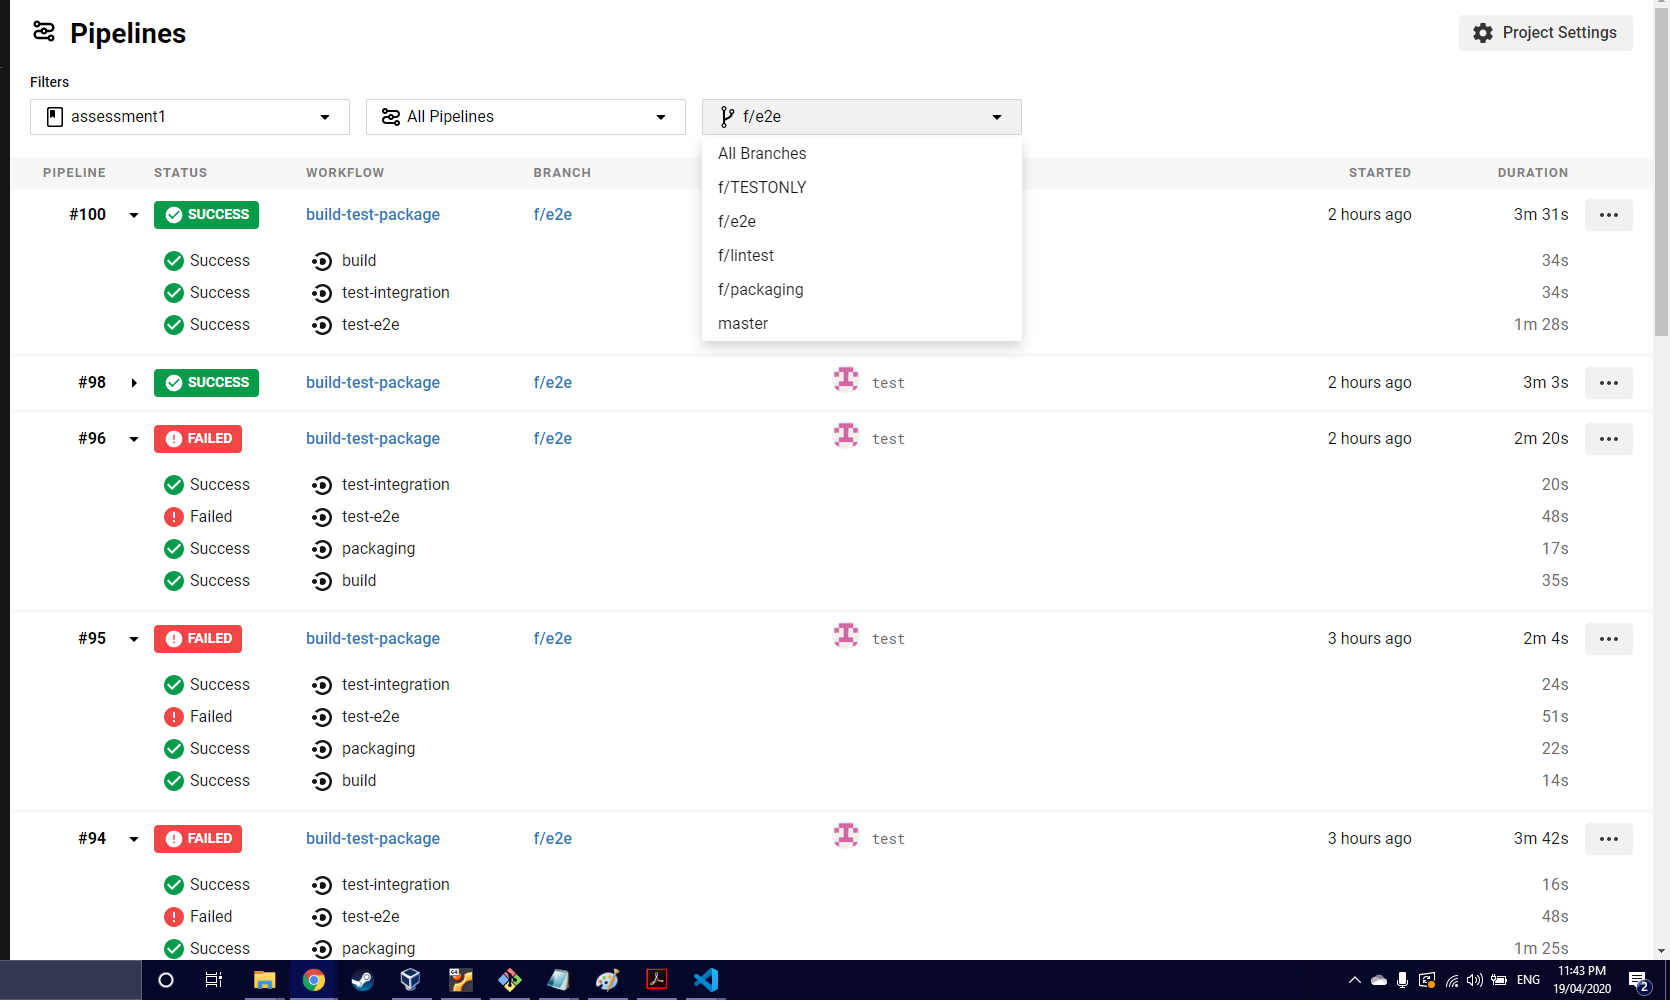 Pipelines
Project Settings
Filters
assessment1
All Pipelines
f/e2e
All Branches
f/TESTONLY
f/e2e
f/lintest
f/packaging
master
PIPELINE STATUS WORKFLOW BRANCH STARTED DURATION
#100 SUCCESS build-test-package f/e2e 2 hours ago 3m 31s
Success build 34s
Success test-integration 34s
Success test-e2e 1m 28s
#98 SUCCESS build-test-package f/e2e test 2 hours ago 3m 3s
#96 FAILED build-test-package f/e2e test 2 hours ago 2m 20s
Success test-integration 20s
Failed test-e2e 48s
Success packaging 17s
Success build 35s
#95 FAILED build-test-package f/e2e test 3 hours ago 2m 4s
Success test-integration 24s
Failed test-e2e 51s
Success packaging 22s
Success build 14s
#94 FAILED build-test-package f/e2e test 3 hours ago 3m 42s
Success test-integration 16s
Failed test-e2e 48s
Success packaging 1m 25s
ENG
11:43 PM
19/04/2020
2
64